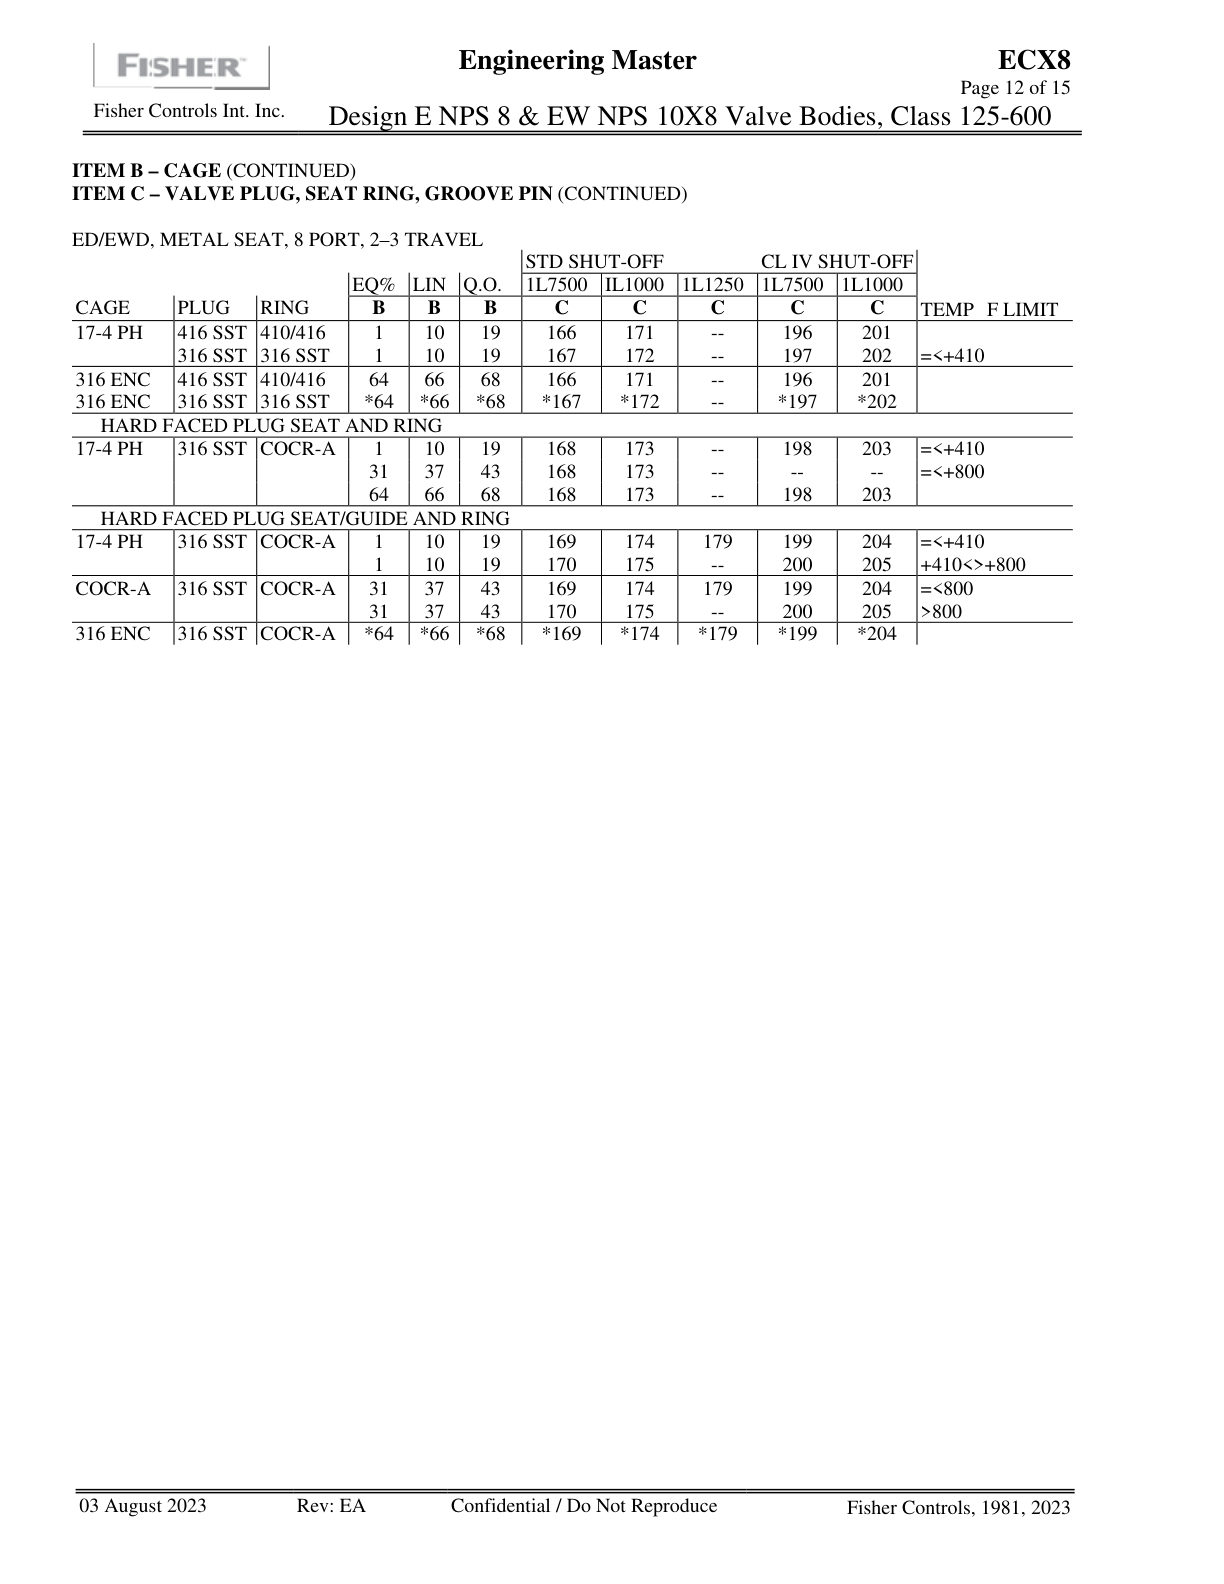 FISHER™ Engineering Master ECX8
Page 12 of 15
Fisher Controls Int. Inc. Design E NPS 8 & EW NPS 10X8 Valve Bodies, Class 125-600
ITEM B – CAGE (CONTINUED)
ITEM C – VALVE PLUG, SEAT RING, GROOVE PIN (CONTINUED)
ED/EWD, METAL SEAT, 8 PORT, 2–3 TRAVEL
STD SHUT-OFF CL IV SHUT-OFF
EQ% LIN Q.O. 1L7500 IL1000 1L1250 1L7500 1L1000
CAGE PLUG RING B B B C C C C C TEMP F LIMIT
17-4 PH 416 SST 410/416 1 10 19 166 171 -- 196 201
316 SST 316 SST 1 10 19 167 172 -- 197 202 =<+410
316 ENC 416 SST 410/416 64 66 68 166 171 -- 196 201
316 ENC 316 SST 316 SST *64 *66 *68 *167 *172 -- *197 *202
HARD FACED PLUG SEAT AND RING
17-4 PH 316 SST COCR-A 1 10 19 168 173 -- 198 203 =<+410
31 37 43 168 173 -- -- -- =<+800
64 66 68 168 173 -- 198 203
HARD FACED PLUG SEAT/GUIDE AND RING
17-4 PH 316 SST COCR-A 1 10 19 169 174 179 199 204 =<+410
1 10 19 170 175 -- 200 205 +410<>+800
COCR-A 316 SST COCR-A 31 37 43 169 174 179 199 204 =<800
31 37 43 170 175 -- 200 205 >800
316 ENC 316 SST COCR-A *64 *66 *68 *169 *174 *179 *199 *204
03 August 2023 Rev: EA Confidential / Do Not Reproduce Fisher Controls, 1981, 2023